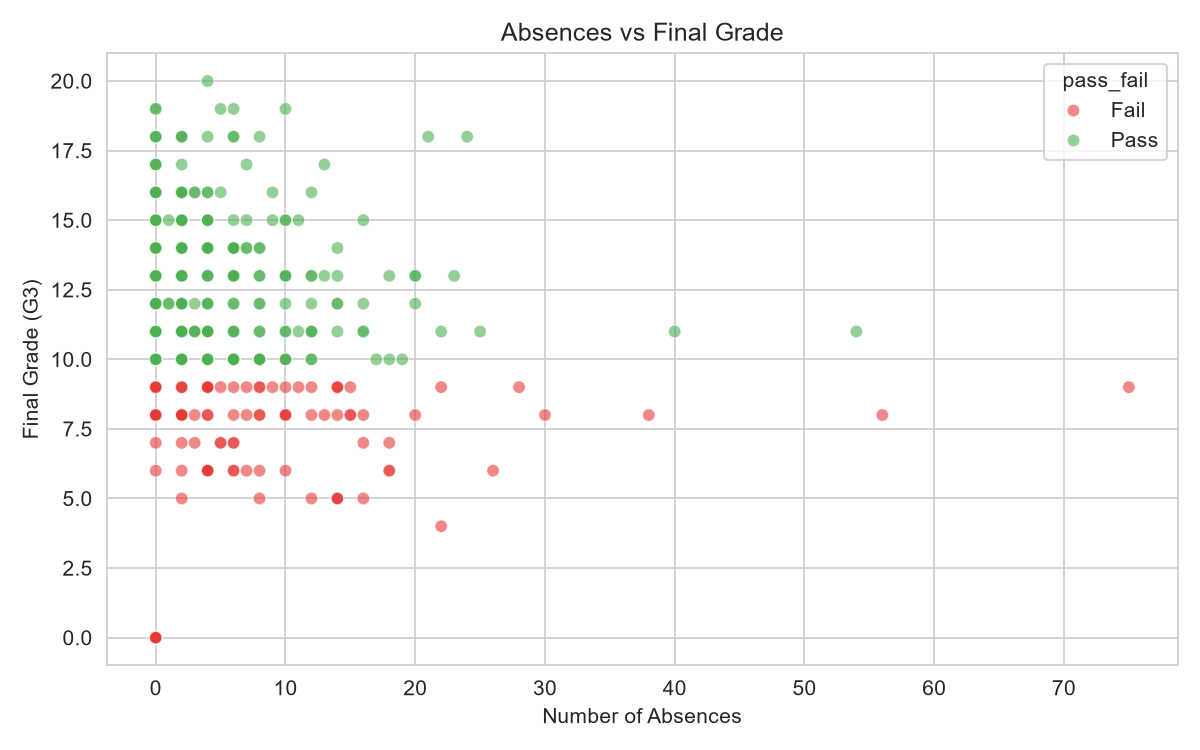 Absences vs Final Grade
pass_fail
Fail
Pass
20.0
17.5
15.0
12.5
10.0
7.5
5.0
2.5
0.0
Final Grade (G3)
0 10 20 30 40 50 60 70
Number of Absences